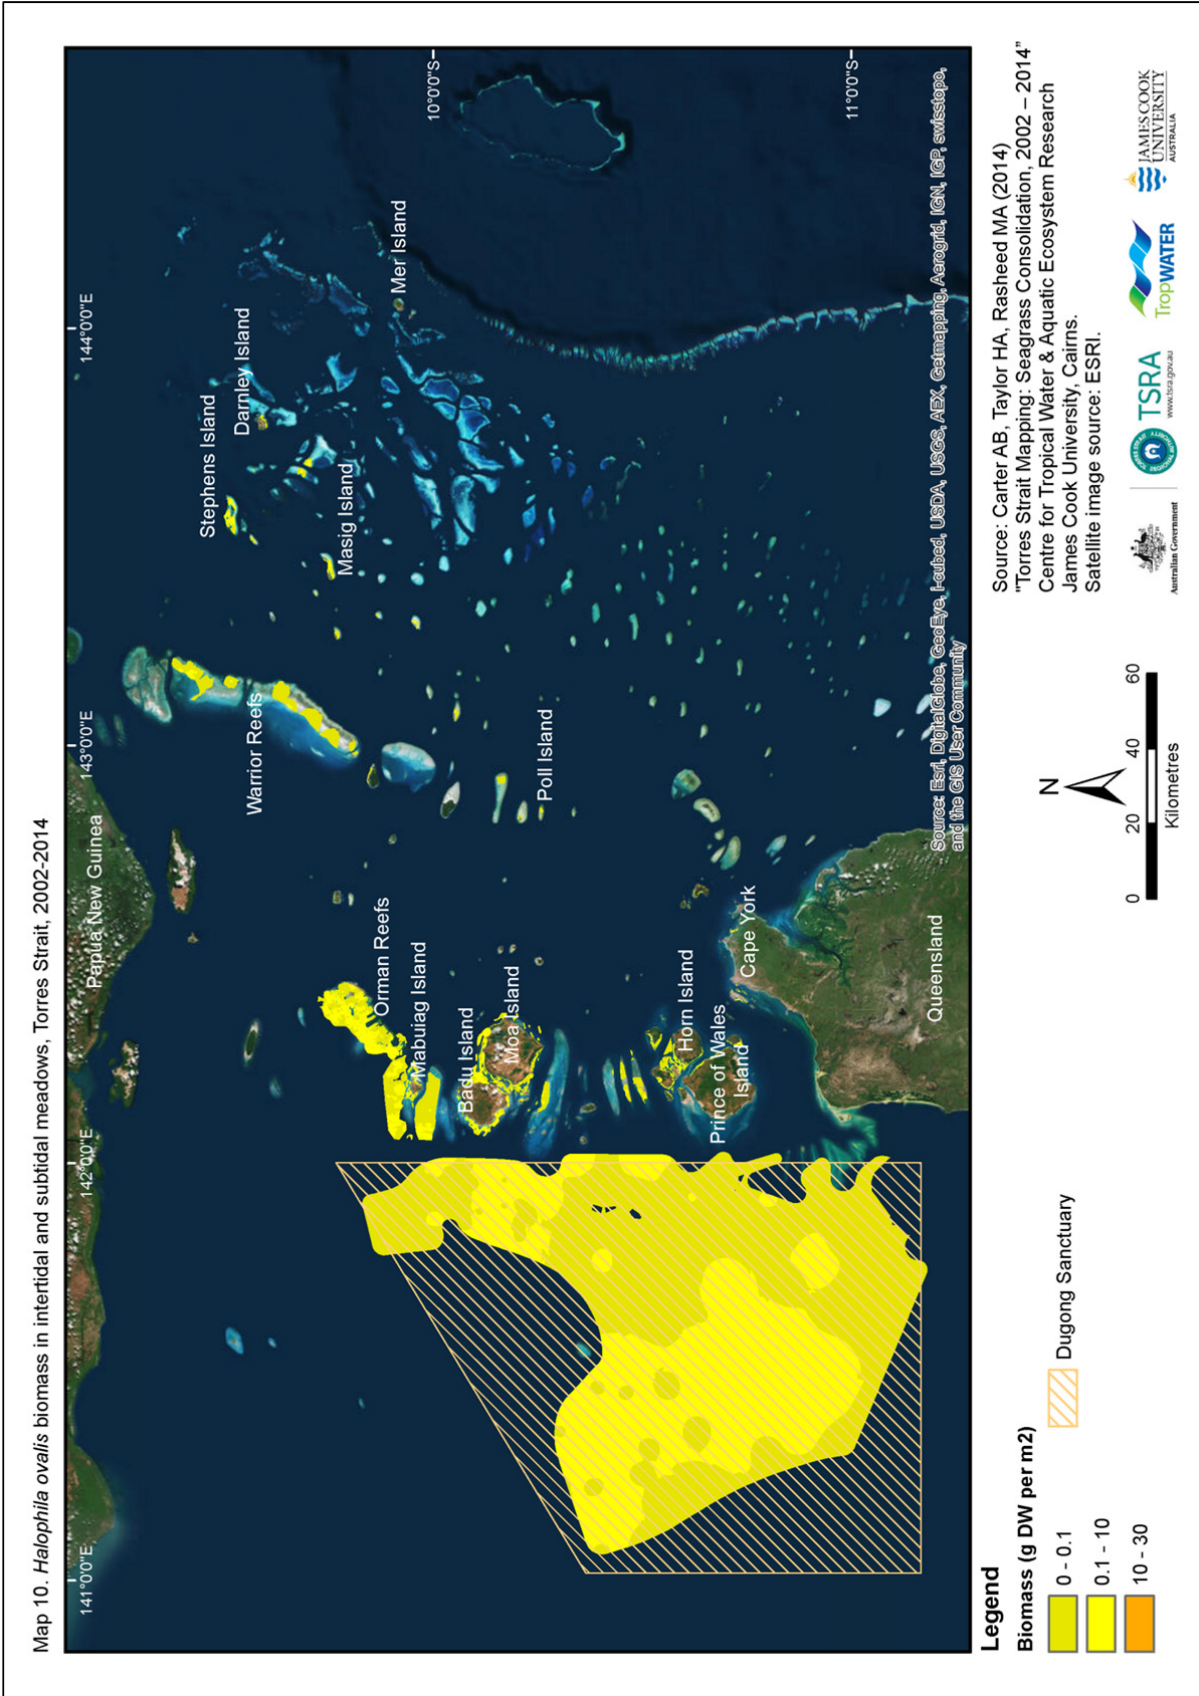 Map 10. Halophila ovalis biomass in intertidal and subtidal meadows, Torres Strait, 2002-2014
141°0'0"E
142°0'0"E
143°0'0"E
144°0'0"E
10°0'0"S
11°0'0"S
Papua New Guinea
Stephens Island
Darnley Island
Masig Island
Mer Island
Warrior Reefs
Orman Reefs
Mabuiag Island
Badu Island
Moa Island
Poll Island
Horn Island
Prince of Wales
Island
Cape York
Queensland
Source: Esri, DigitalGlobe, GeoEye, i-cubed, USDA, USGS, AEX, Getmapping, Aerogrid, IGN, IGP, swisstopo,
and the GIS User Community
Legend
Biomass (g DW per m2)
0 - 0.1
0.1 - 10
10 - 30
Dugong Sanctuary
N
0 20 40 60
Kilometres
Source: Carter AB, Taylor HA, Rasheed MA (2014)
"Torres Strait Mapping: Seagrass Consolidation, 2002 – 2014"
Centre for Tropical Water & Aquatic Ecosystem Research
James Cook University, Cairns.
Satellite image source: ESRI.
Australian Government
TSRA
www.tsra.gov.au
TropWATER
JAMES COOK
UNIVERSITY
AUSTRALIA